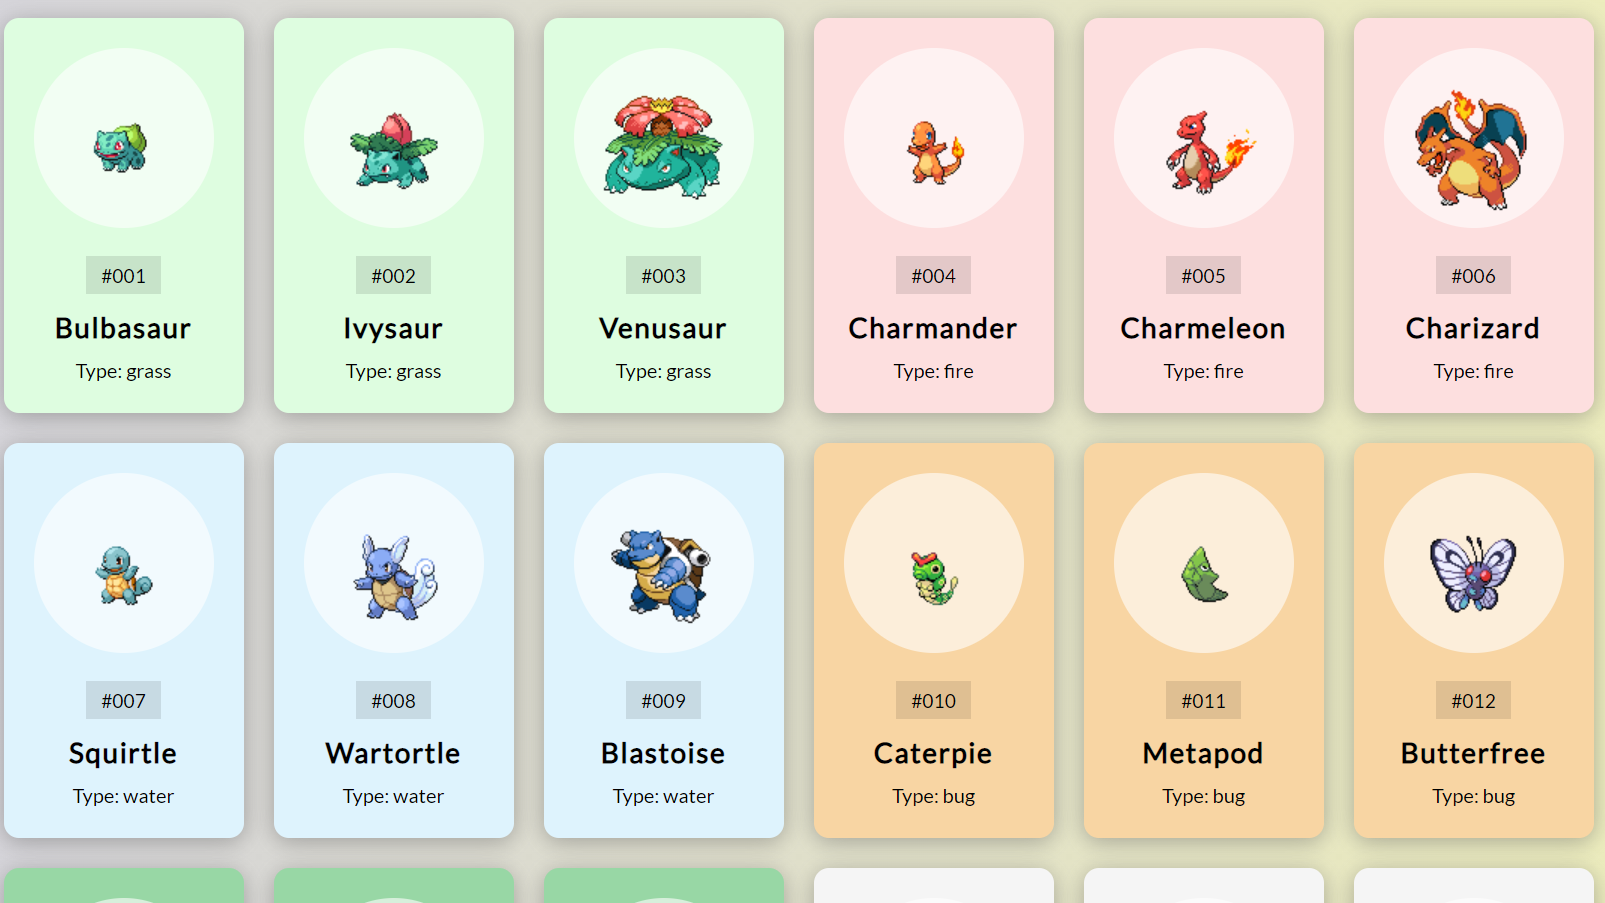 #001
Bulbasaur
Type: grass
#002
Ivysaur
Type: grass
#003
Venusaur
Type: grass
#004
Charmander
Type: fire
#005
Charmeleon
Type: fire
#006
Charizard
Type: fire
#007
Squirtle
Type: water
#008
Wartortle
Type: water
#009
Blastoise
Type: water
#010
Caterpie
Type: bug
#011
Metapod
Type: bug
#012
Butterfree
Type: bug